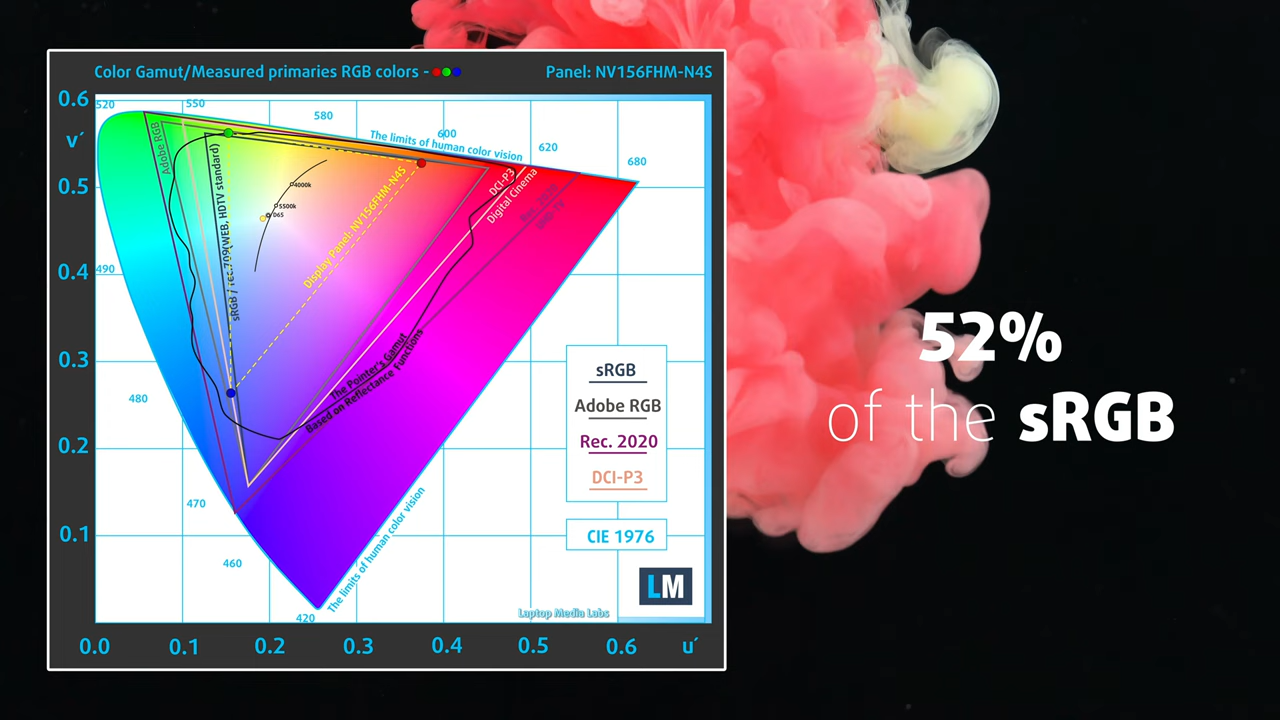 Color Gamut/Measured primaries RGB colors -
Panel: NV156FHM-N4S
0.6
v´
0.5
0.4
0.3
0.2
0.1
0.0
0.1
0.2
0.3
0.4
0.5
0.6
u´
520
550
580
600
620
680
490
480
470
460
420
The limits of human color vision
Adobe RGB
sRGB / rec.709(WEB, HDTV standard)
4000k
5500k
D65
Display Panel: NV156FHM-N4S
DCI-P3
Digital Cinema
Rec. 2020
UHD TV
The Pointer's Gamut
Based on Reflectance Functions
The limits of human color vision
sRGB
Adobe RGB
Rec. 2020
DCI-P3
CIE 1976
LM
Laptop Media Labs
52%
of the sRGB